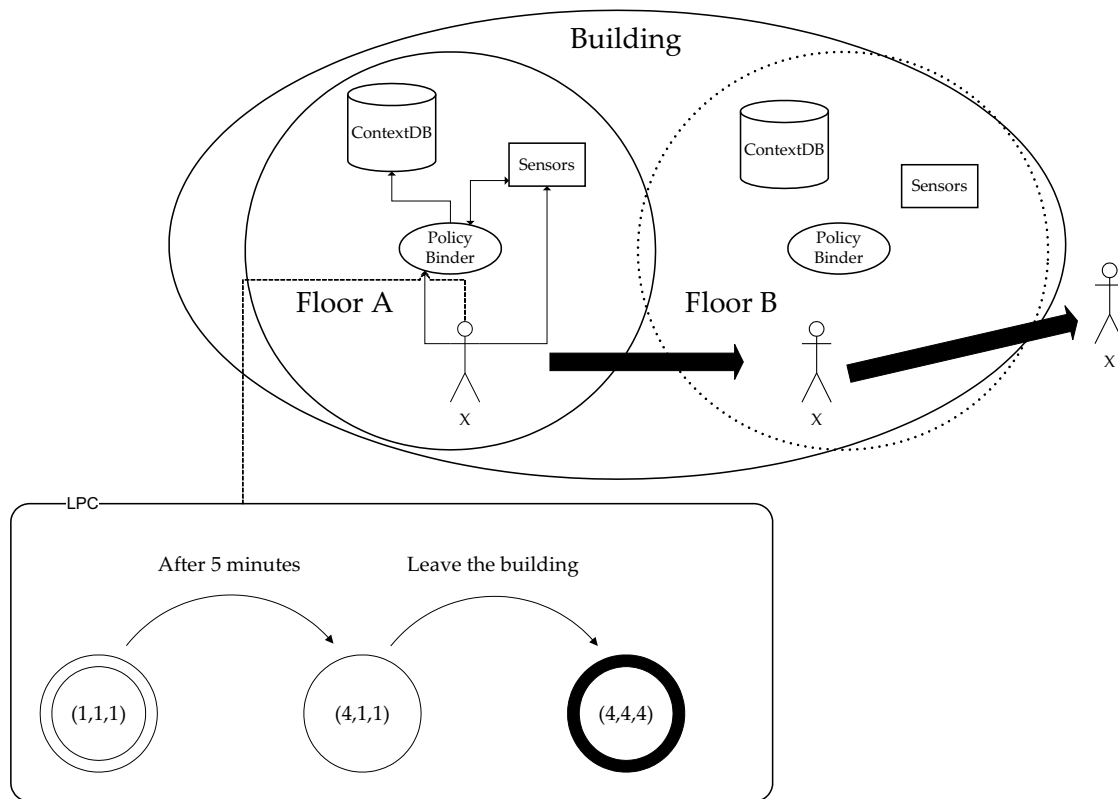 Building
ContextDB
Sensors
Policy
Binder
Floor A
X
ContextDB
Sensors
Policy
Binder
Floor B
X
X
LPC
After 5 minutes
Leave the building
(1,1,1)
(4,1,1)
(4,4,4)